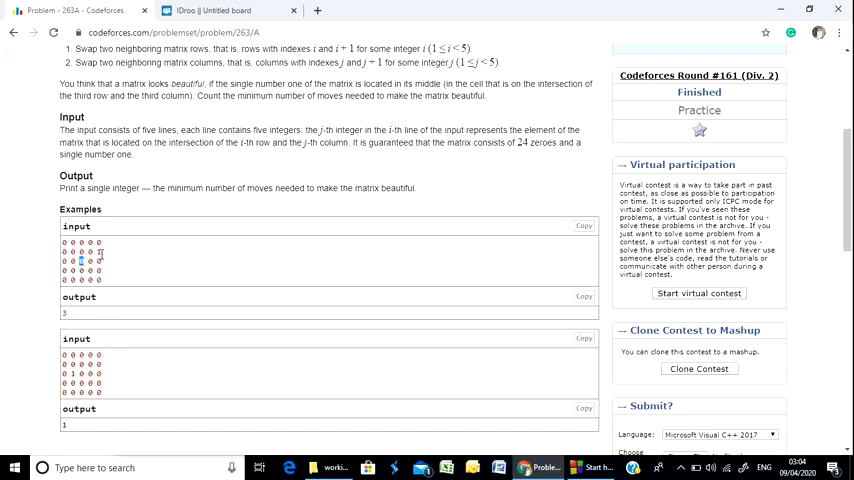 Problem - 263A - Codeforces
IDroo || Untitled board
codeforces.com/problemset/problem/263/A
1. Swap two neighboring matrix rows, that is, rows with indexes i and i + 1 for some integer i (1 ≤ i < 5).
2. Swap two neighboring matrix columns, that is, columns with indexes j and j + 1 for some integer j (1 ≤ j < 5).
You think that a matrix looks beautiful, if the single number one of the matrix is located in its middle (in the cell that is on the intersection of
the third row and the third column). Count the minimum number of moves needed to make the matrix beautiful.
Input
The input consists of five lines, each line contains five integers: the j-th integer in the i-th line of the input represents the element of the
matrix that is located on the intersection of the i-th row and the j-th column. It is guaranteed that the matrix consists of 24 zeroes and a
single number one.
Output
Print a single integer — the minimum number of moves needed to make the matrix beautiful.
Examples
input
Copy
0 0 0 0 0
0 0 0 0 1
0 0 0 0 0
0 0 0 0 0
0 0 0 0 0
output
Copy
3
input
Copy
0 0 0 0 0
0 0 0 0 0
0 1 0 0 0
0 0 0 0 0
0 0 0 0 0
output
Copy
1
Codeforces Round #161 (Div. 2)
Finished
Practice
→ Virtual participation
Virtual contest is a way to take part in past
contest, as close as possible to participation
on time. It is supported only ICPC mode for
virtual contests. If you've seen these
problems, a virtual contest is not for you -
solve these problems in the archive. If you
just want to solve some problem from a
contest, a virtual contest is not for you -
solve this problem in the archive. Never use
someone else's code, read the tutorials or
communicate with other person during a
virtual contest.
Start virtual contest
→ Clone Contest to Mashup
You can clone this contest to a mashup.
Clone Contest
→ Submit?
Language:
Microsoft Visual C++ 2017
Choose
Type here to search
worki...
Proble...
Start h...
ENG
03:04
09/04/2020